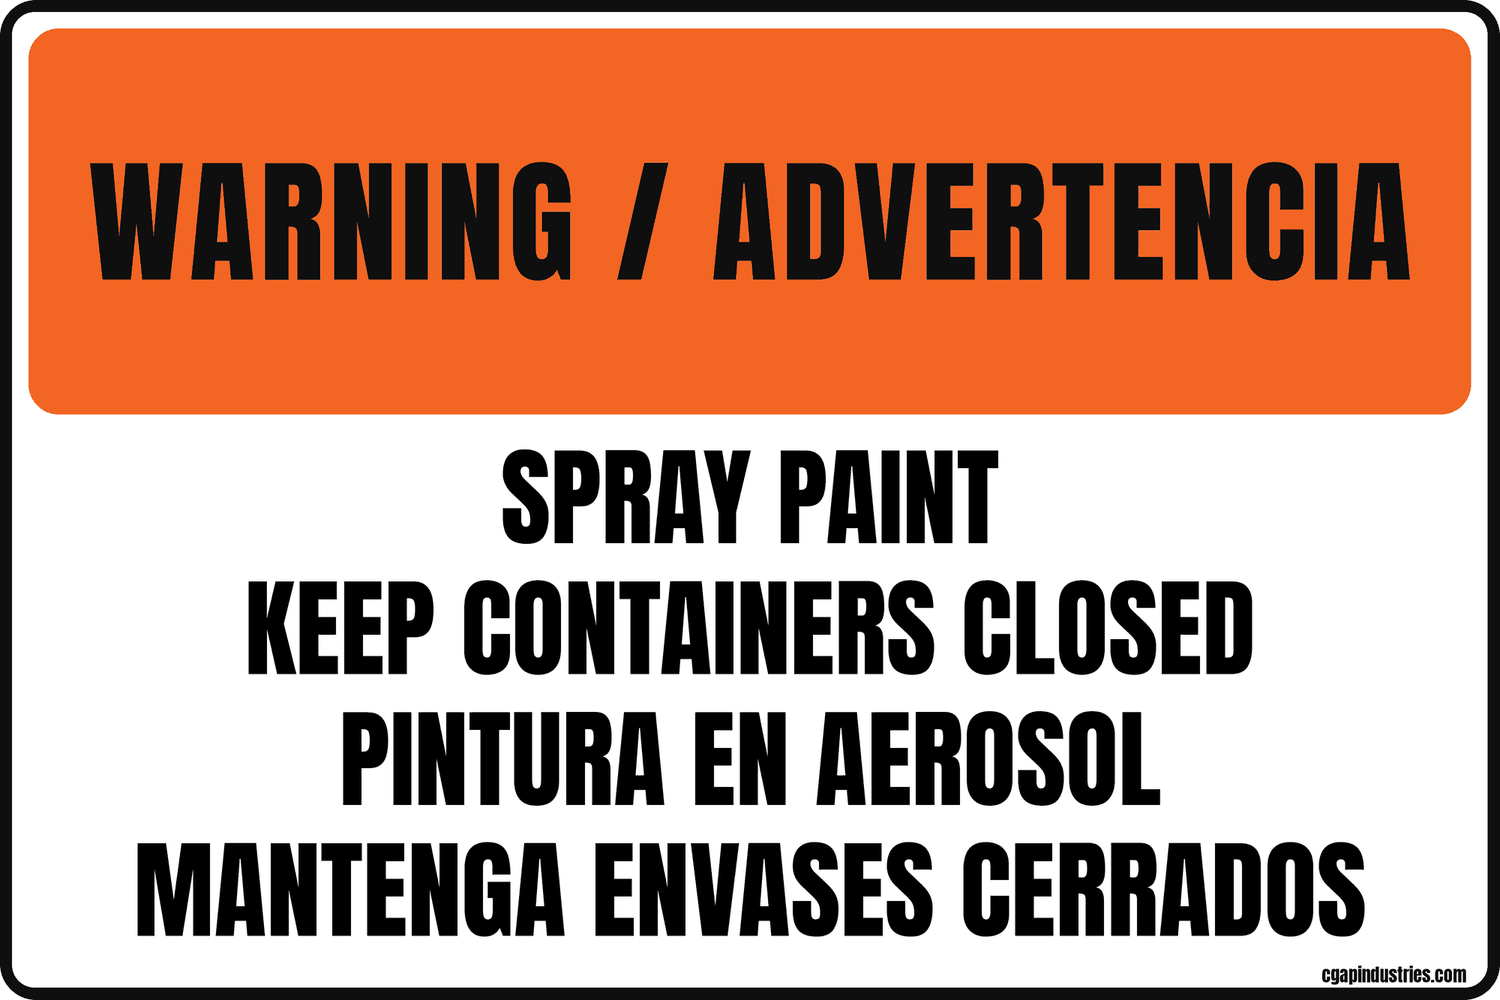 WARNING / ADVERTENCIA
SPRAY PAINT
KEEP CONTAINERS CLOSED
PINTURA EN AEROSOL
MANTENGA ENVASES CERRADOS
cgapindustries.com